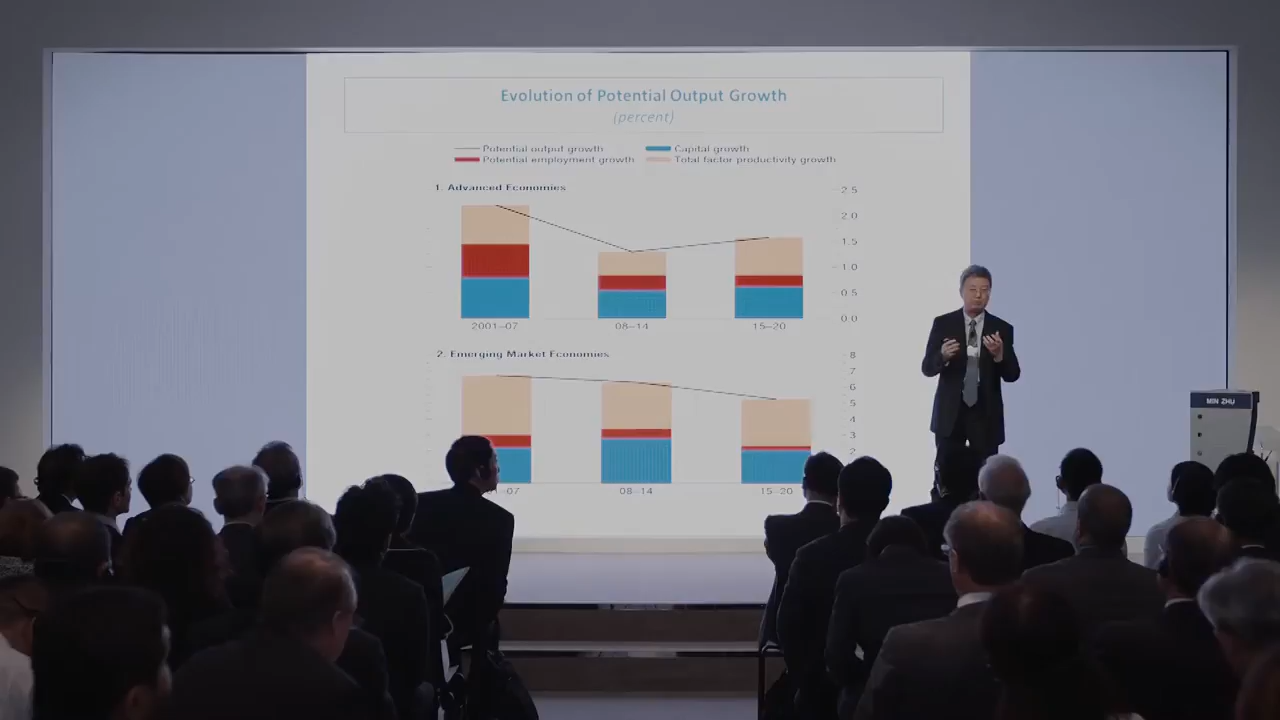 Evolution of Potential Output Growth
(percent)
Potential output growth Capital growth
Potential employment growth Total factor productivity growth
1. Advanced Economies
2.5
2.0
1.5
1.0
0.5
0.0
2001–07 08–14 15–20
2. Emerging Market Economies
8
7
6
5
4
3
2
–07 08–14 15–20
MIN ZHU